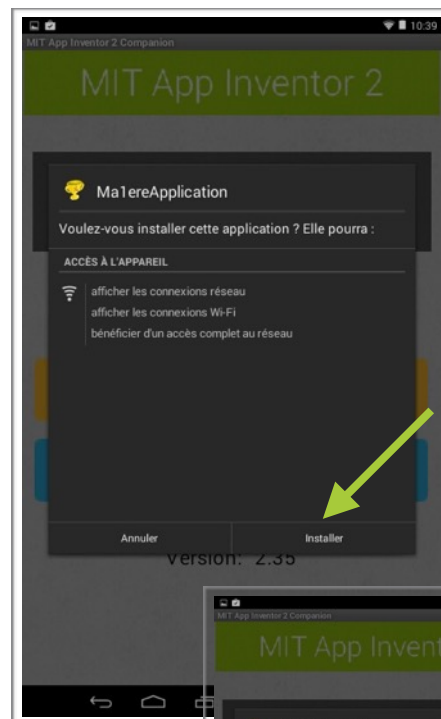 10:39
MIT App Inventor 2 Companion
MIT App Inventor 2
Ma1ereApplication
Voulez-vous installer cette application ? Elle pourra :
ACCÈS À L'APPAREIL
afficher les connexions réseau
afficher les connexions Wi-Fi
bénéficier d'un accès complet au réseau
Annuler
Installer
Version: 2.35
MIT App Inventor 2 Companion
MIT App Invent